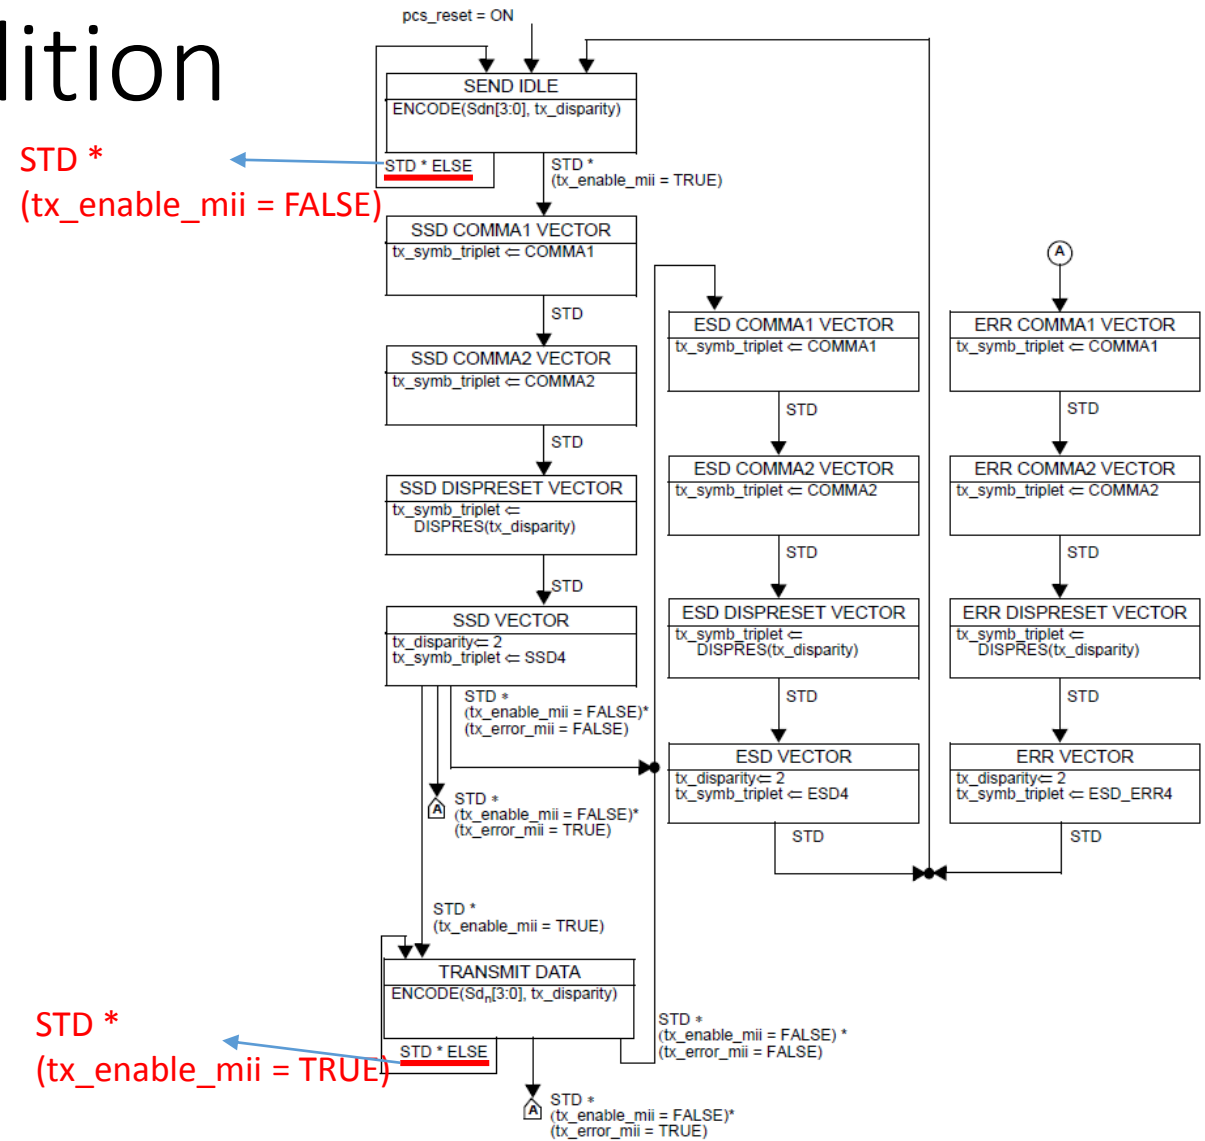 lition
pcs_reset = ON
SEND IDLE
ENCODE(Sdn[3:0], tx_disparity)
STD *
(tx_enable_mii = FALSE)
STD * ELSE
STD *
(tx_enable_mii = TRUE)
SSD COMMA1 VECTOR
tx_symb_triplet ⇐ COMMA1
STD
SSD COMMA2 VECTOR
tx_symb_triplet ⇐ COMMA2
STD
SSD DISPRESET VECTOR
tx_symb_triplet ⇐
DISPRES(tx_disparity)
STD
SSD VECTOR
tx_disparity⇐ 2
tx_symb_triplet ⇐ SSD4
STD *
(tx_enable_mii = FALSE)*
(tx_error_mii = FALSE)
A
STD *
(tx_enable_mii = FALSE)*
(tx_error_mii = TRUE)
STD *
(tx_enable_mii = TRUE)
TRANSMIT DATA
ENCODE(Sdn[3:0], tx_disparity)
STD *
(tx_enable_mii = TRUE)
STD * ELSE
STD *
(tx_enable_mii = FALSE) *
(tx_error_mii = FALSE)
A
STD *
(tx_enable_mii = FALSE)*
(tx_error_mii = TRUE)
ESD COMMA1 VECTOR
tx_symb_triplet ⇐ COMMA1
STD
ESD COMMA2 VECTOR
tx_symb_triplet ⇐ COMMA2
STD
ESD DISPRESET VECTOR
tx_symb_triplet ⇐
DISPRES(tx_disparity)
STD
ESD VECTOR
tx_disparity⇐ 2
tx_symb_triplet ⇐ ESD4
STD
A
ERR COMMA1 VECTOR
tx_symb_triplet ⇐ COMMA1
STD
ERR COMMA2 VECTOR
tx_symb_triplet ⇐ COMMA2
STD
ERR DISPRESET VECTOR
tx_symb_triplet ⇐
DISPRES(tx_disparity)
STD
ERR VECTOR
tx_disparity⇐ 2
tx_symb_triplet ⇐ ESD_ERR4
STD